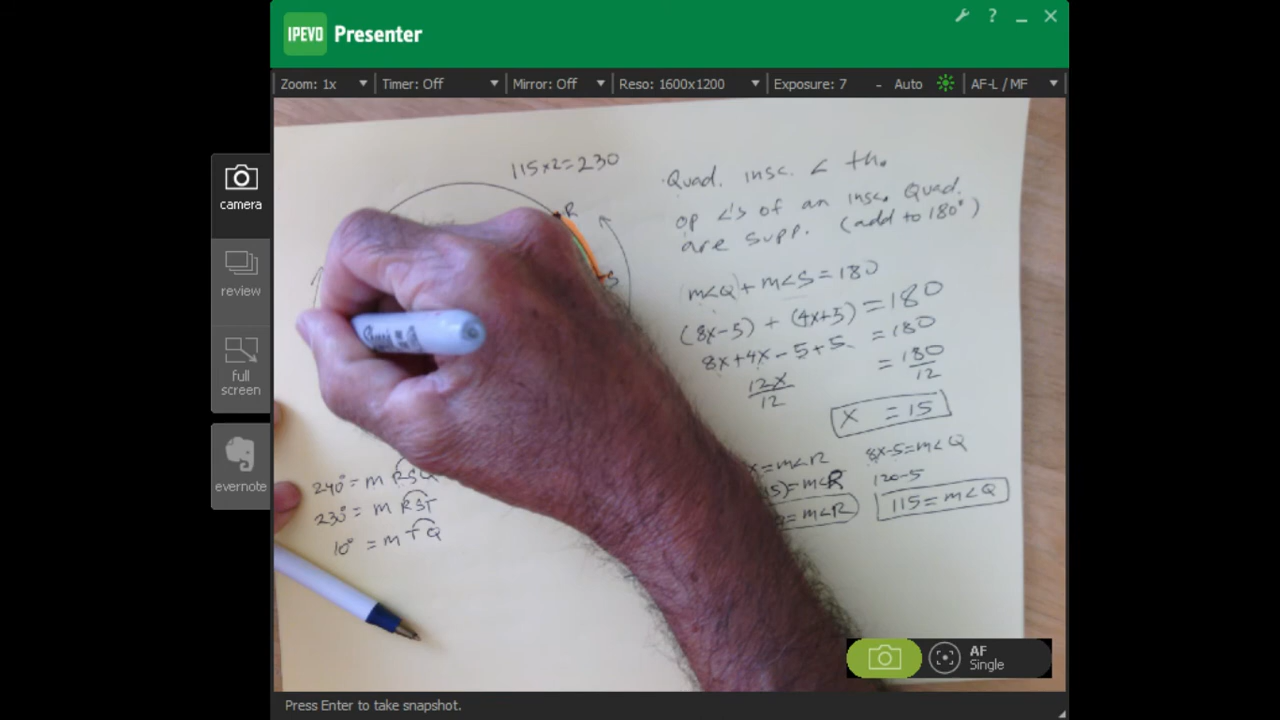 IPEVO Presenter
Zoom: 1x Timer: Off Mirror: Off Reso: 1600x1200 Exposure: 7 - Auto AF-L / MF
camera
review
full
screen
evernote
115x2=230
R
S
240° = m RSQ
230° = m RST
10° = m TQ
Quad. insc. < th.
op <'s of an insc. Quad.
are supp. (add to 180°)
m<Q + m<S = 180
(8x-5) + (4x+5) = 180
8x+4x-5+5 = 180
12x = 180
12 12
x = 15
x = m<R
5) = m<R
= m<R
8x-5=m<Q
120-5
115 = m<Q
AF
Single
Press Enter to take snapshot.